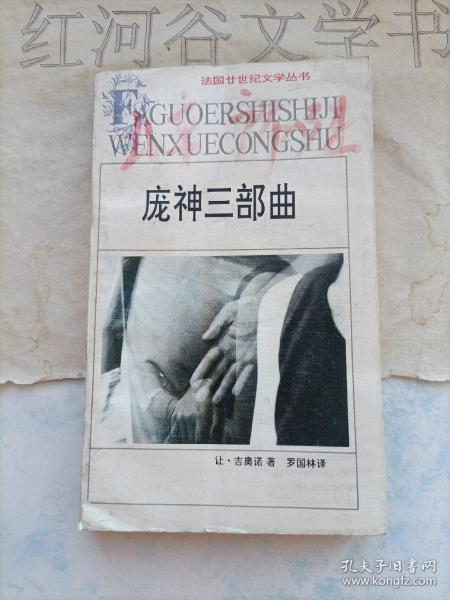 红河谷文学书
法国廿世纪文学丛书
FAGUOERSHISHIJI
WENXUECONGSHU
庞神三部曲
让·吉奥诺 著 罗国林译
孔夫子旧书网
www.kongfz.com